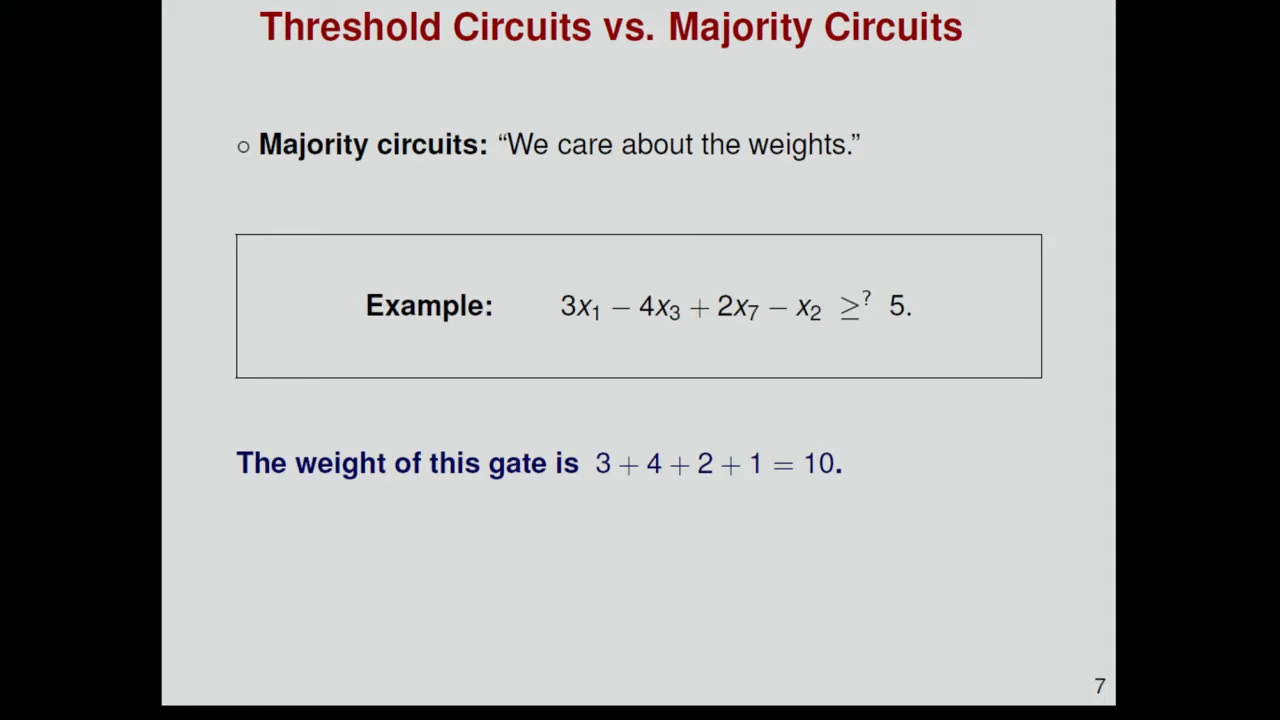 Threshold Circuits vs. Majority Circuits
○ Majority circuits: “We care about the weights.”
Example: 3x₁ − 4x₃ + 2x₇ − x₂ ≥? 5.
The weight of this gate is 3 + 4 + 2 + 1 = 10.
7